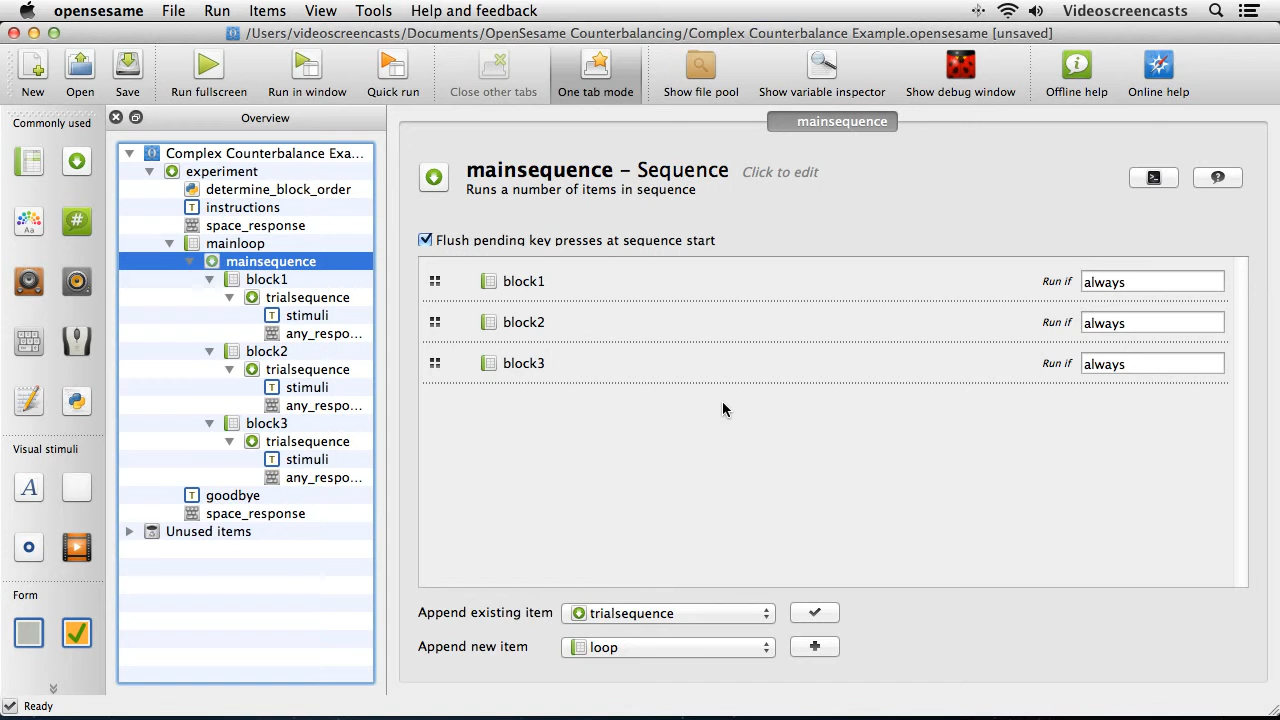 opensesame File Run Items View Tools Help and feedback Videoscreencasts
/Users/videoscreencasts/Documents/OpenSesame Counterbalancing/Complex Counterbalance Example.opensesame [unsaved]
New Open Save Run fullscreen Run in window Quick run Close other tabs One tab mode Show file pool Show variable inspector Show debug window Offline help Online help
Commonly used
Aa
#
Visual stimuli
A
Form
Overview
Complex Counterbalance Exa...
experiment
determine_block_order
T instructions
space_response
mainloop
mainsequence
block1
trialsequence
T stimuli
any_respo...
block2
trialsequence
T stimuli
any_respo...
block3
trialsequence
T stimuli
any_respo...
T goodbye
space_response
Unused items
mainsequence
mainsequence – Sequence Click to edit
Runs a number of items in sequence
Flush pending key presses at sequence start
block1 Run if always
block2 Run if always
block3 Run if always
Append existing item trialsequence
Append new item loop
Ready